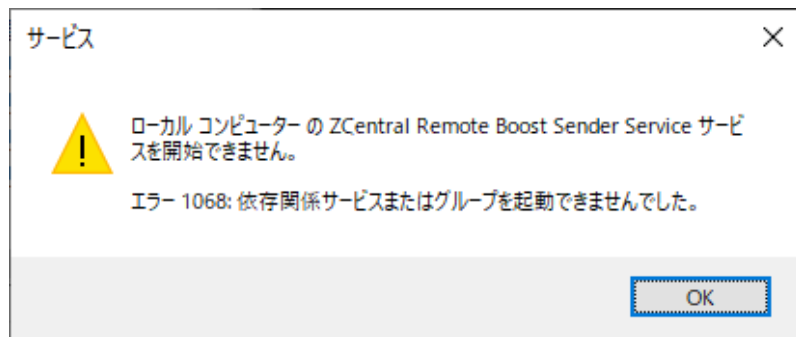 サービス
ローカル コンピューター の ZCentral Remote Boost Sender Service サービ
スを開始できません。
エラー 1068: 依存関係サービスまたはグループを起動できませんでした。
OK